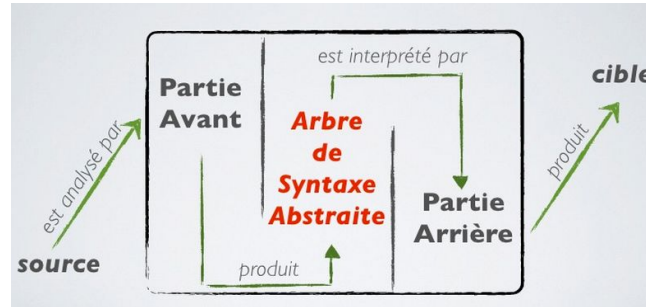 est interprété par
cible
Partie
Avant
Arbre
de
Syntaxe
Abstraite
est analysé par
produit
Partie
Arrière
source
produit